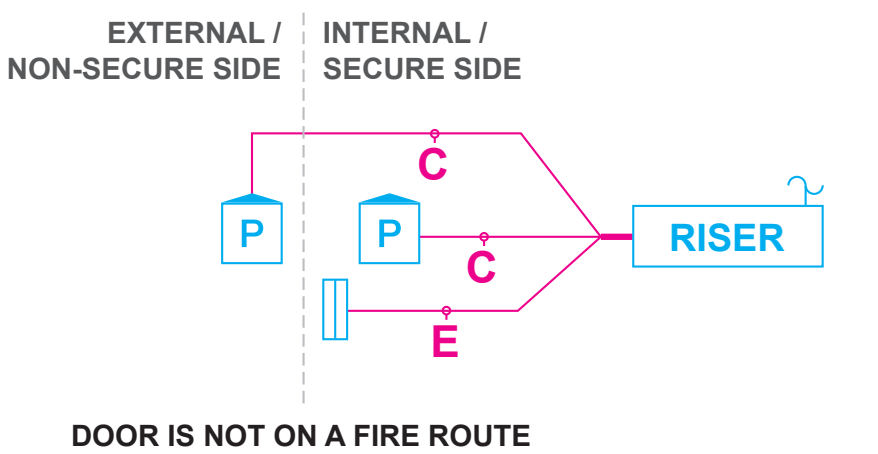 EXTERNAL /
NON-SECURE SIDE
INTERNAL /
SECURE SIDE
C
P
P
RISER
C
E
DOOR IS NOT ON A FIRE ROUTE